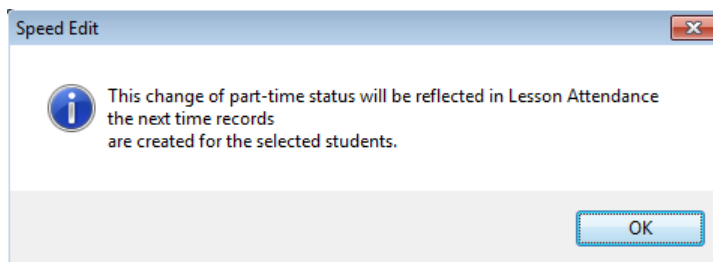 Speed Edit
This change of part-time status will be reflected in Lesson Attendance
the next time records
are created for the selected students.
OK